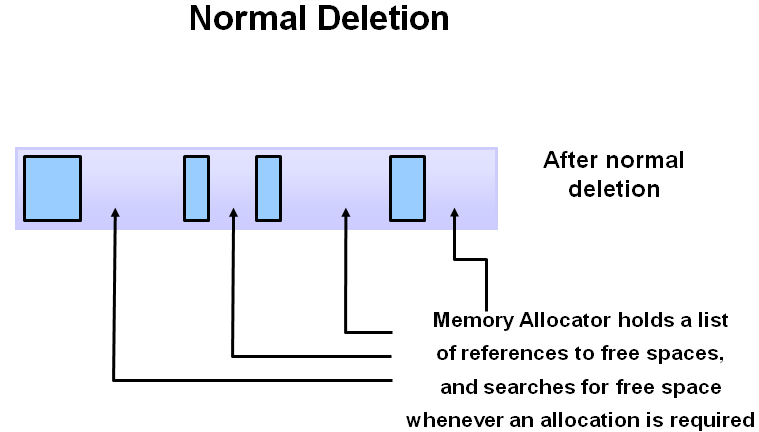 Normal Deletion
After normal
deletion
Memory Allocator holds a list
of references to free spaces,
and searches for free space
whenever an allocation is required